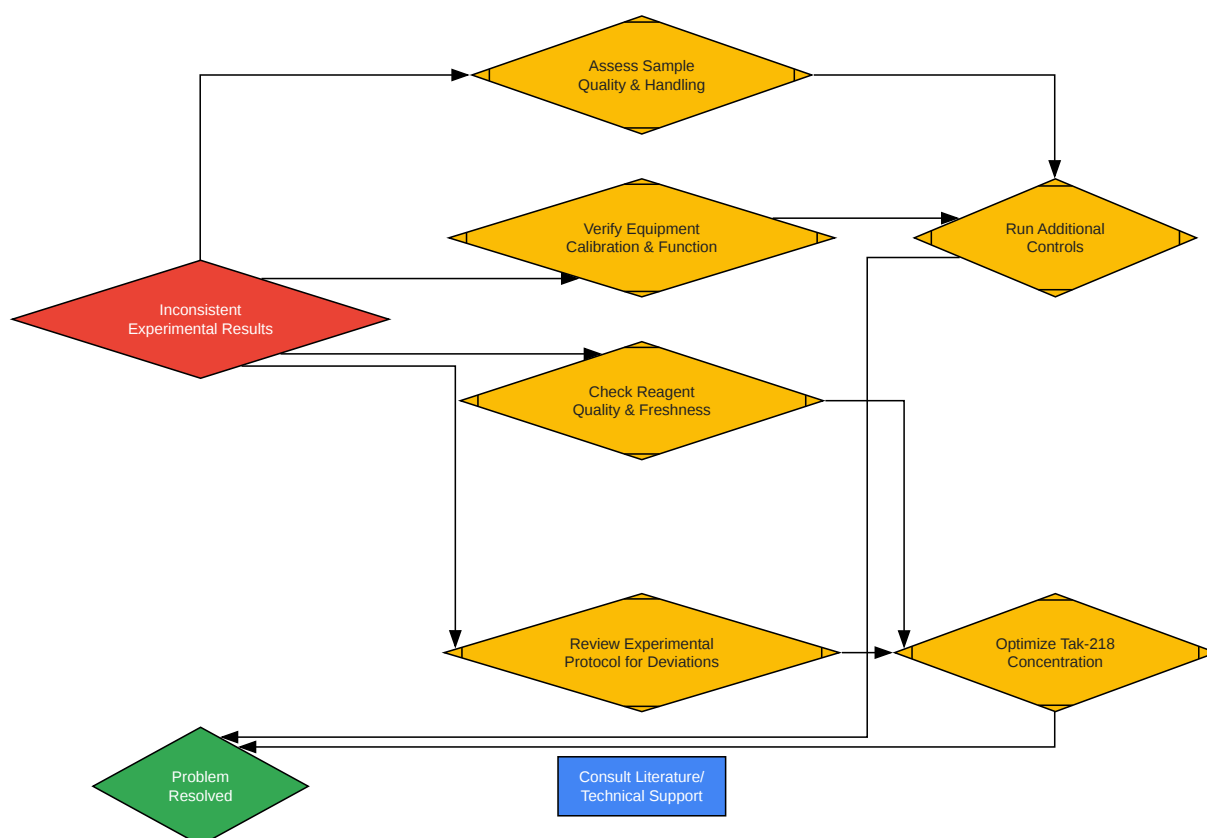 Assess Sample
Quality & Handling
Verify Equipment
Calibration & Function
Run Additional
Controls
Inconsistent
Experimental Results
Check Reagent
Quality & Freshness
Review Experimental
Protocol for Deviations
Optimize Tak-218
Concentration
Problem
Resolved
Consult Literature/
Technical Support